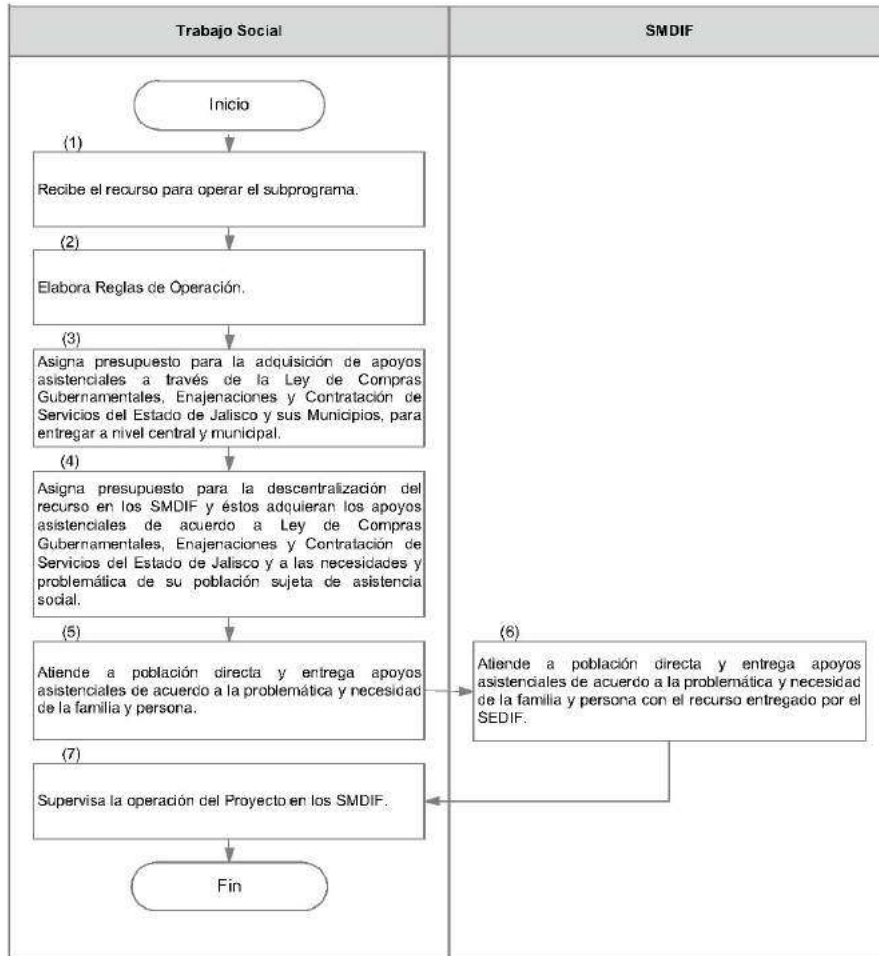 Trabajo Social
SMDIF
Inicio
(1)
Recibe el recurso para operar el subprograma.
(2)
Elabora Reglas de Operación.
(3)
Asigna presupuesto para la adquisición de apoyos
asistenciales a través de la Ley de Compras
Gubernamentales, Enajenaciones y Contratación de
Servicios del Estado de Jalisco y sus Municipios, para
entregar a nivel central y municipal.
(4)
Asigna presupuesto para la descentralización del
recurso en los SMDIF y éstos adquieran los apoyos
asistenciales de acuerdo a Ley de Compras
Gubernamentales, Enajenaciones y Contratación de
Servicios del Estado de Jalisco y a las necesidades y
problemática de su población sujeta de asistencia
social.
(5)
Atiende a población directa y entrega apoyos
asistenciales de acuerdo a la problemática y necesidad
de la familia y persona.
(6)
Atiende a población directa y entrega apoyos
asistenciales de acuerdo a la problemática y necesidad
de la familia y persona con el recurso entregado por el
SEDIF.
(7)
Supervisa la operación del Proyecto en los SMDIF.
Fin